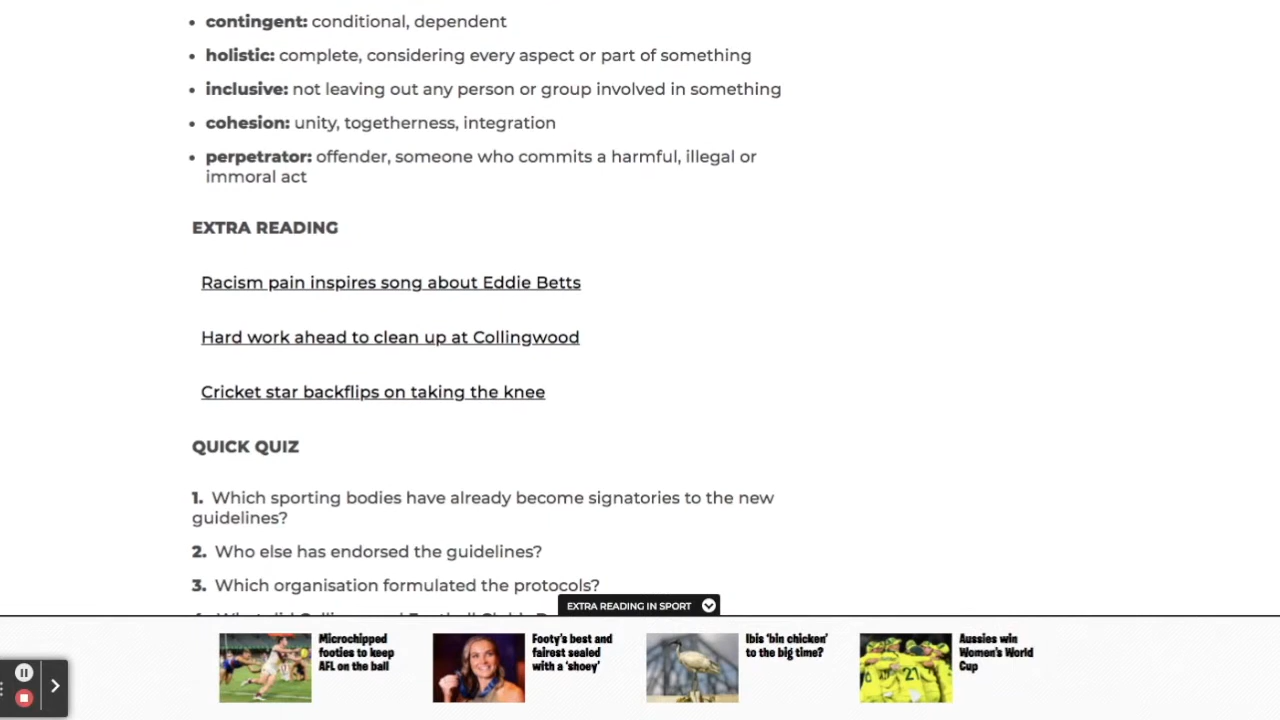 contingent: conditional, dependent
holistic: complete, considering every aspect or part of something
inclusive: not leaving out any person or group involved in something
cohesion: unity, togetherness, integration
perpetrator: offender, someone who commits a harmful, illegal or
immoral act
EXTRA READING
Racism pain inspires song about Eddie Betts
Hard work ahead to clean up at Collingwood
Cricket star backflips on taking the knee
QUICK QUIZ
1. Which sporting bodies have already become signatories to the new
guidelines?
2. Who else has endorsed the guidelines?
3. Which organisation formulated the protocols?
EXTRA READING IN SPORT
Microchipped
footies to keep
AFL on the ball
Footy's best and
fairest sealed
with a ‘shoey’
Ibis ‘bin chicken’
to the big time?
Aussies win
Women's World
Cup